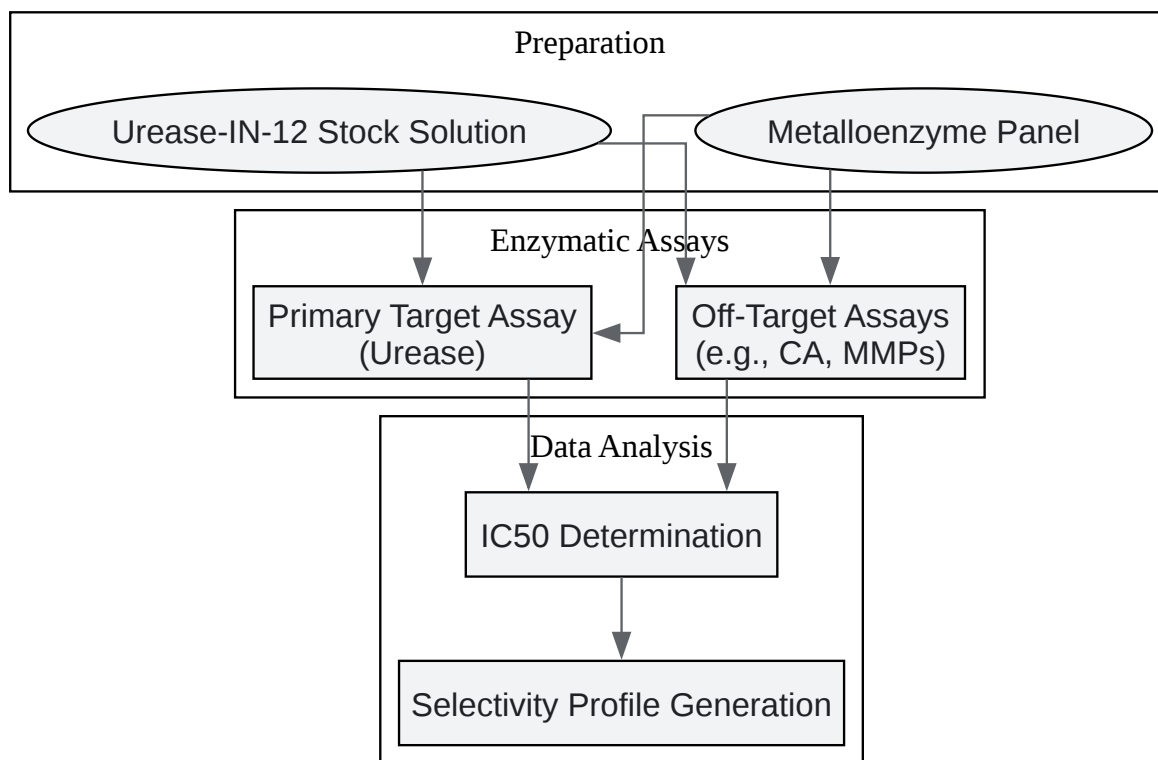 Preparation
Urease-IN-12 Stock Solution
Metalloenzyme Panel
Enzymatic Assays
Primary Target Assay
(Urease)
Off-Target Assays
(e.g., CA, MMPs)
Data Analysis
IC50 Determination
Selectivity Profile Generation